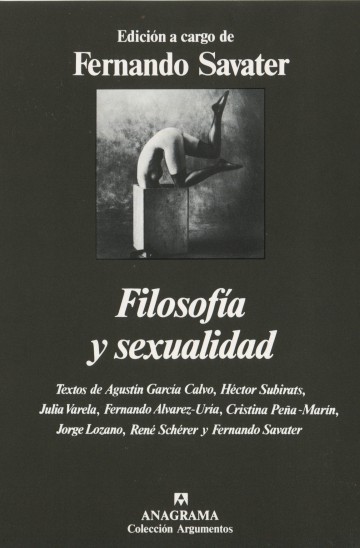 Edición a cargo de
Fernando Savater
Filosofía
y sexualidad
Textos de Agustín García Calvo, Héctor Subirats,
Julia Varela, Fernando Alvarez-Uría, Cristina Peña-Marín,
Jorge Lozano, René Schérer y Fernando Savater
ANAGRAMA
Colección Argumentos